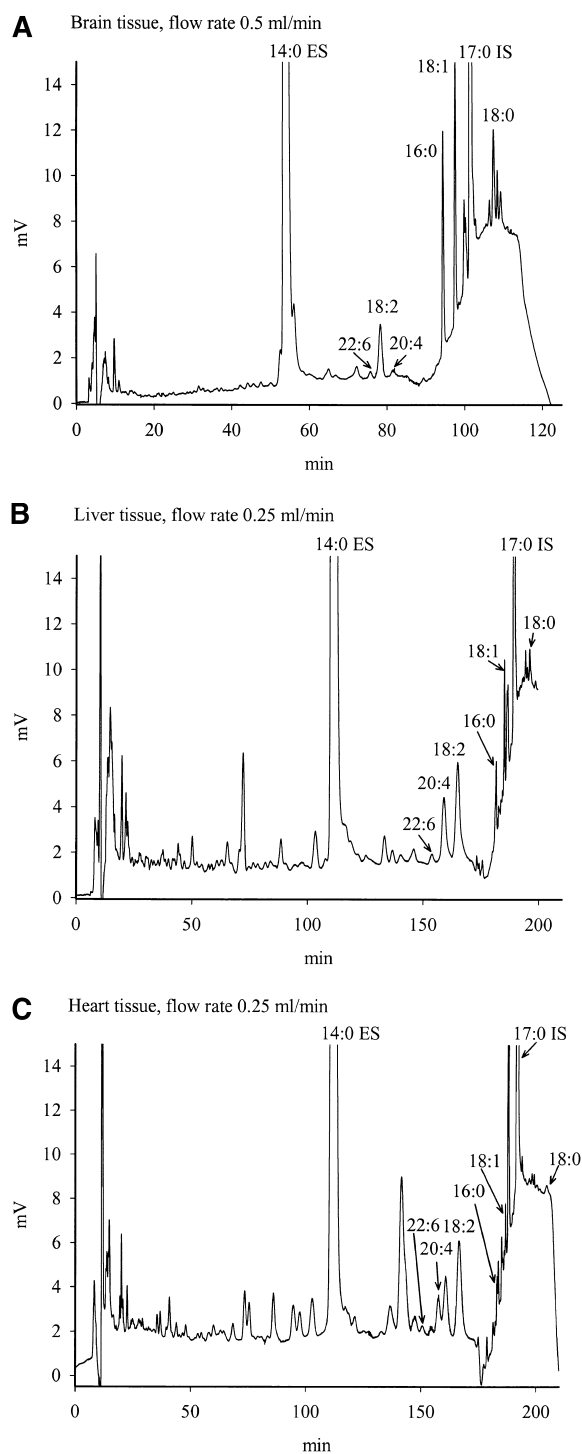 A
Brain tissue, flow rate 0.5 ml/min
14:0 ES
17:0 IS
18:1
14
18:0
12
16:0
10
8
mV
6
4
18:2
22:6
20:4
2
0
0 20 40 60 80 100 120
min
B
Liver tissue, flow rate 0.25 ml/min
14:0 ES
17:0 IS
14
18:0
12
18:1
10
16:0
8
mV
18:2
6
20:4
4
22:6
2
0
0 50 100 150 200
min
C
Heart tissue, flow rate 0.25 ml/min
14:0 ES
17:0 IS
14
12
10
18:1
18:0
16:0
8
mV
22:6 18:2
20:4
6
4
2
0
0 50 100 150 200
min